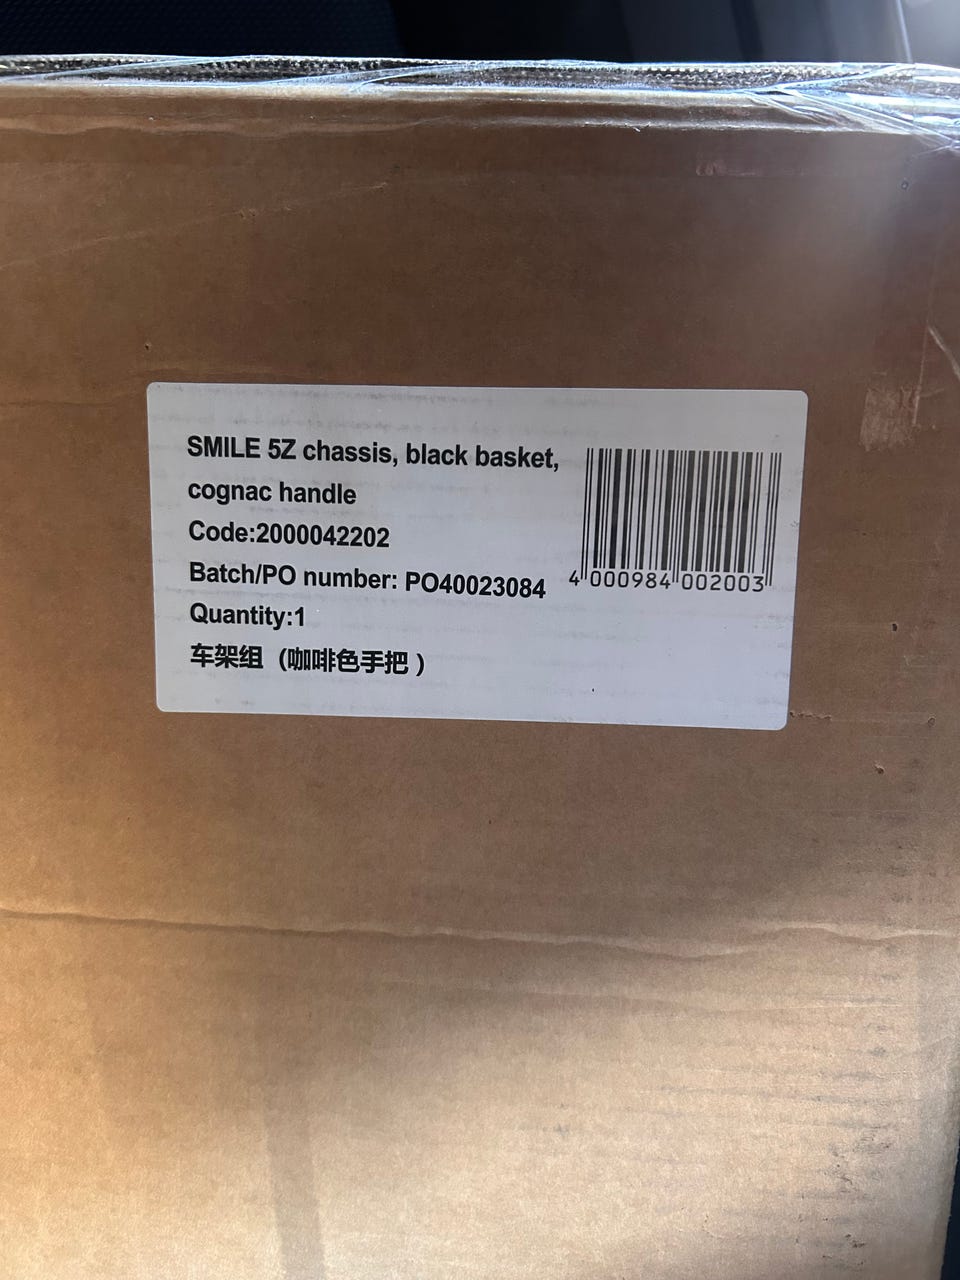 SMILE 5Z chassis, black basket,
cognac handle
Code:2000042202
Batch/PO number: PO40023084
Quantity:1
车架组（咖啡色手把）
4 000984 002003